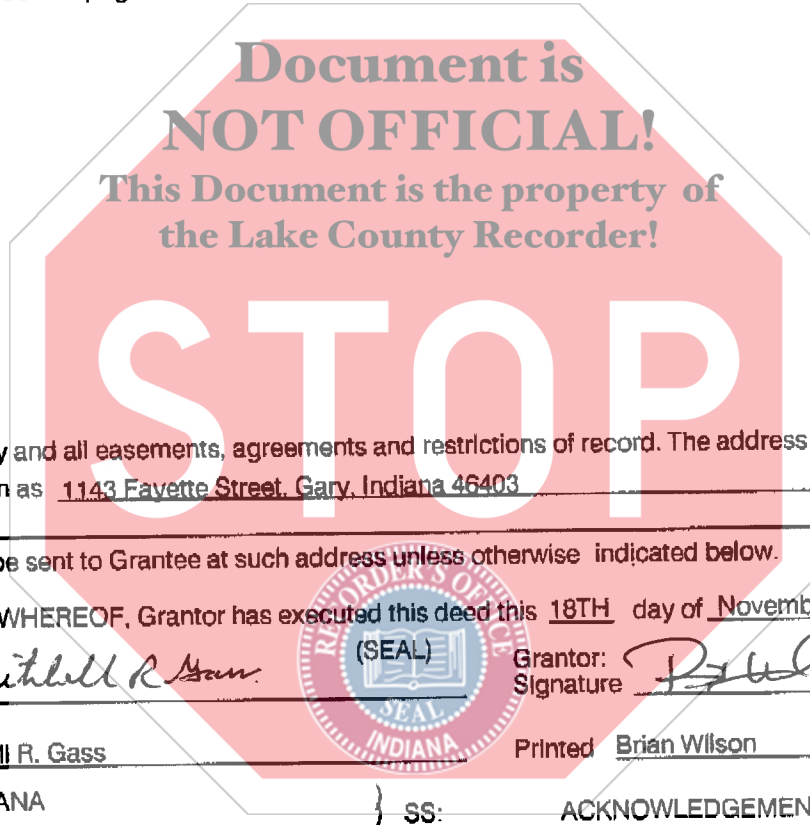 Document is
NOT OFFICIAL!
This Document is the property of
the Lake County Recorder!
STOP
and all easements, agreements and restrictions of record. The address
as 1143 Fayette Street, Gary, Indiana 46403
be sent to Grantee at such address unless otherwise indicated below.
WHEREOF, Grantor has executed this deed this 18TH day of Novemb
(SEAL) Grantor:
Signature
R. Gass Printed Brian Wilson
ANA } SS: ACKNOWLEDGEMEN
RECORDER'S OFFICE
SEAL
INDIANA